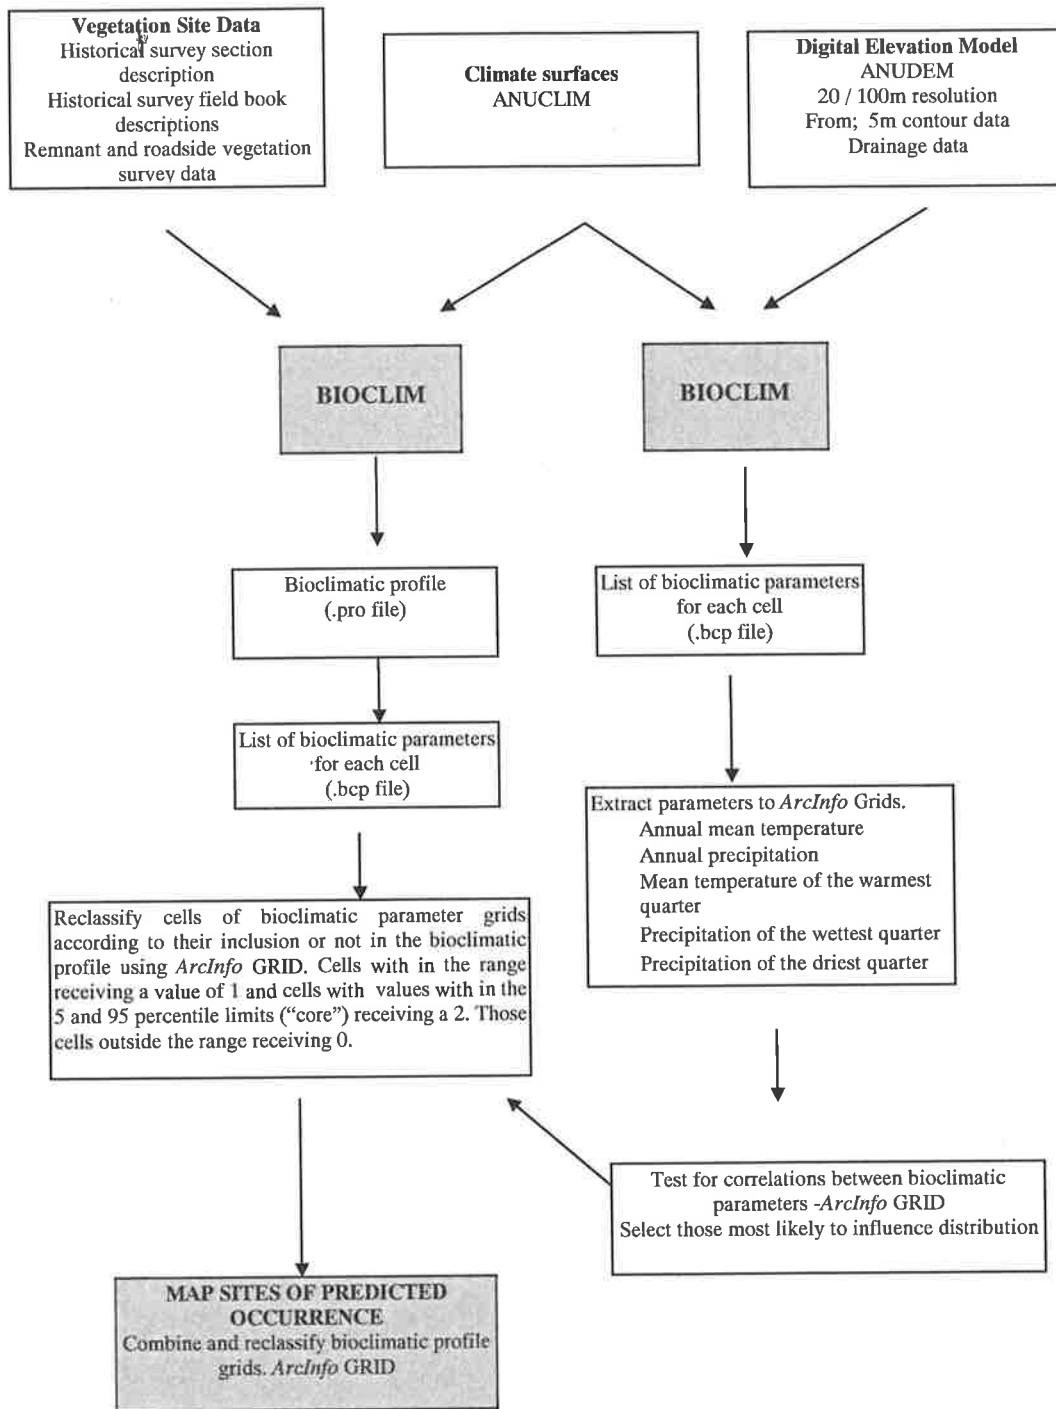 Vegetation Site Data
Historical survey section
description
Historical survey field book
descriptions
Remnant and roadside vegetation
survey data
Climate surfaces
ANUCLIM
Digital Elevation Model
ANUDEM
20 / 100m resolution
From; 5m contour data
Drainage data
BIOCLIM
BIOCLIM
Bioclimatic profile
(.pro file)
List of bioclimatic parameters
for each cell
(.bcp file)
List of bioclimatic parameters
for each cell
(.bcp file)
Extract parameters to ArcInfo Grids.
Annual mean temperature
Annual precipitation
Mean temperature of the warmest
quarter
Precipitation of the wettest quarter
Precipitation of the driest quarter
Reclassify cells of bioclimatic parameter grids
according to their inclusion or not in the bioclimatic
profile using ArcInfo GRID. Cells with in the range
receiving a value of 1 and cells with values with in the
5 and 95 percentile limits (“core”) receiving a 2. Those
cells outside the range receiving 0.
Test for correlations between bioclimatic
parameters -ArcInfo GRID
Select those most likely to influence distribution
MAP SITES OF PREDICTED
OCCURRENCE
Combine and reclassify bioclimatic profile
grids. ArcInfo GRID